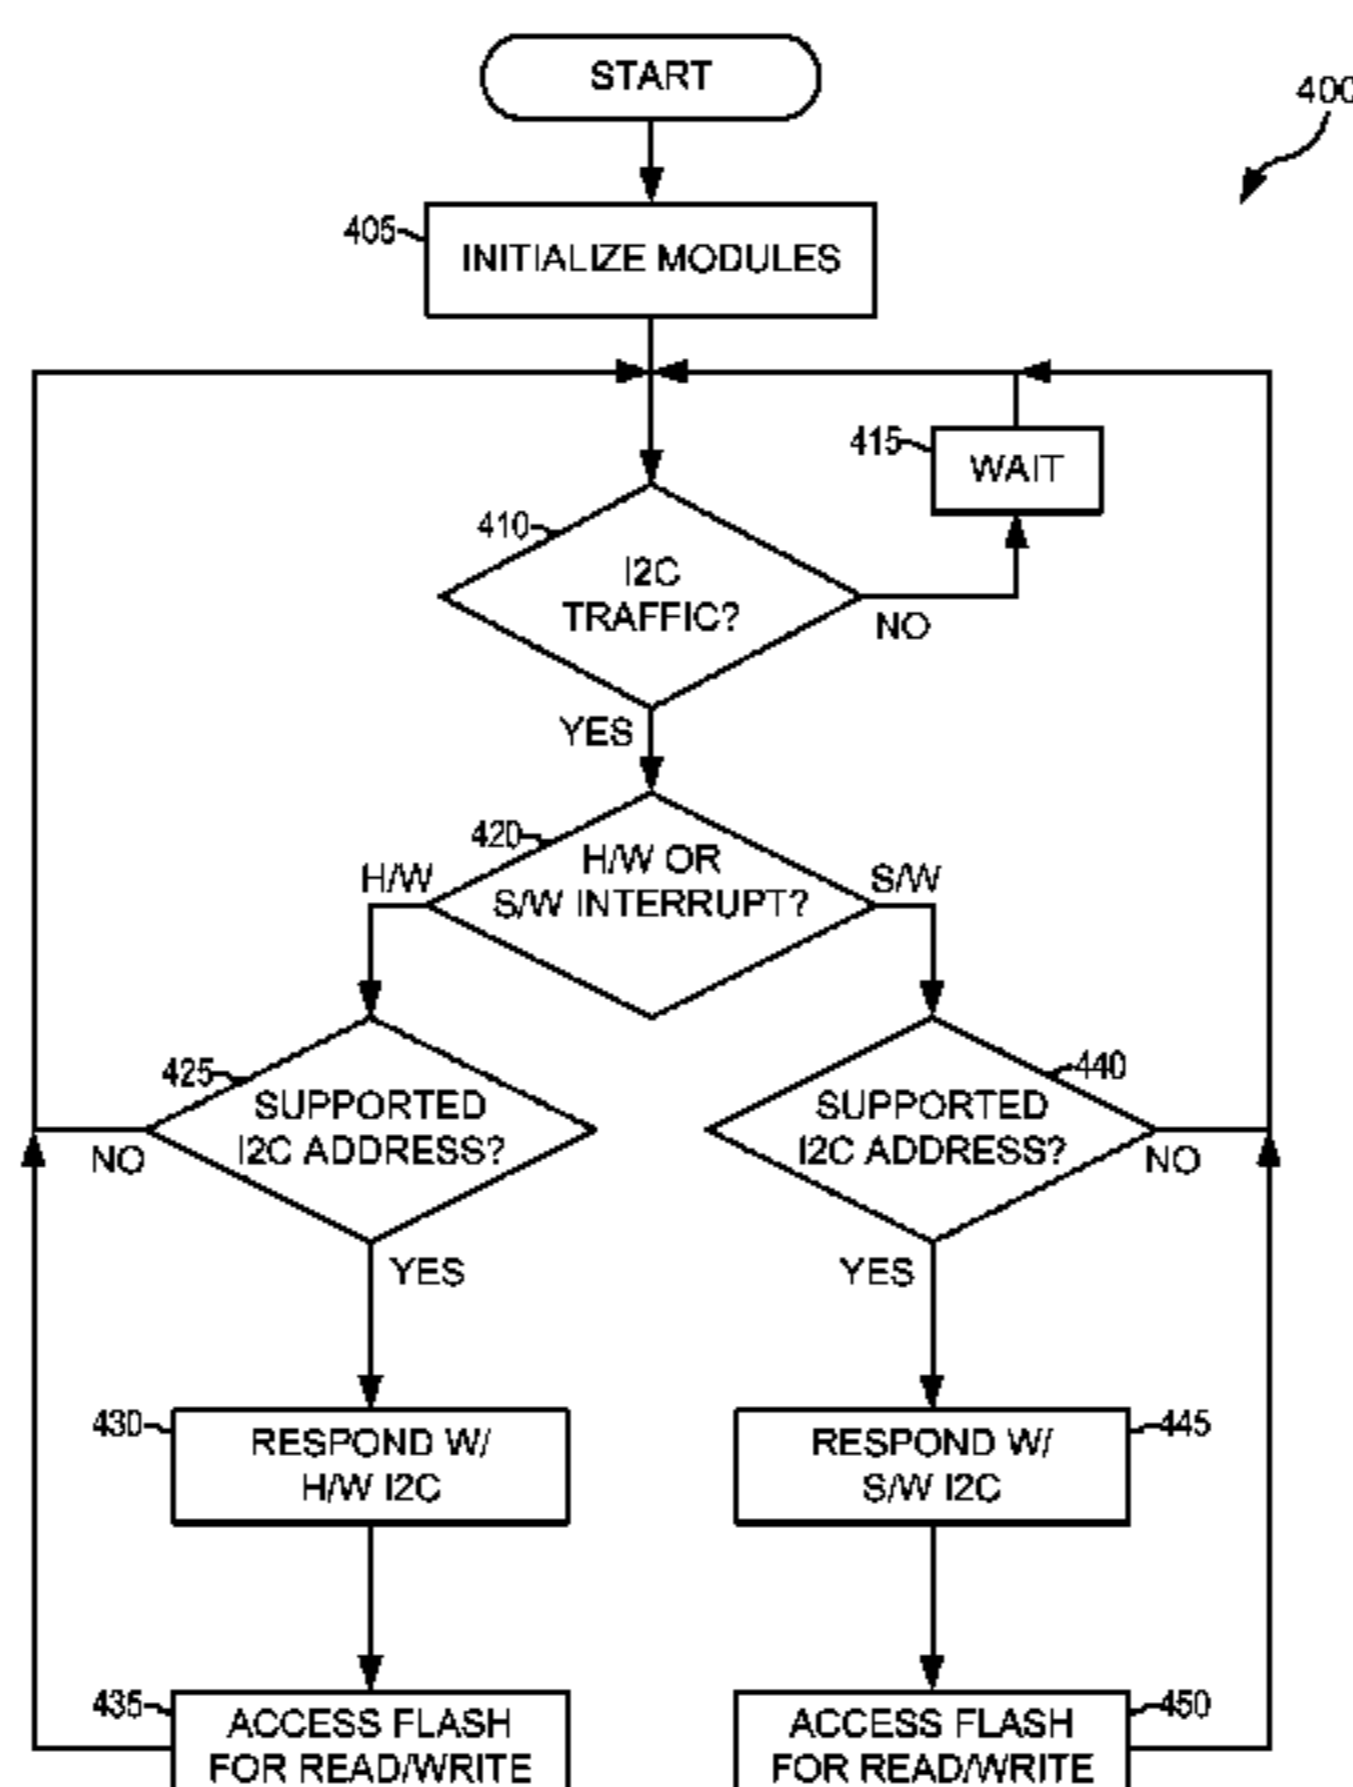 START
400
405
INITIALIZE MODULES
415
WAIT
410
I2C
TRAFFIC?
NO
YES
420
H/W OR
S/W INTERRUPT?
H/W
S/W
425
SUPPORTED
I2C ADDRESS?
NO
YES
440
SUPPORTED
I2C ADDRESS?
NO
YES
430
RESPOND W/
H/W I2C
445
RESPOND W/
S/W I2C
435
ACCESS FLASH
FOR READ/WRITE
450
ACCESS FLASH
FOR READ/WRITE